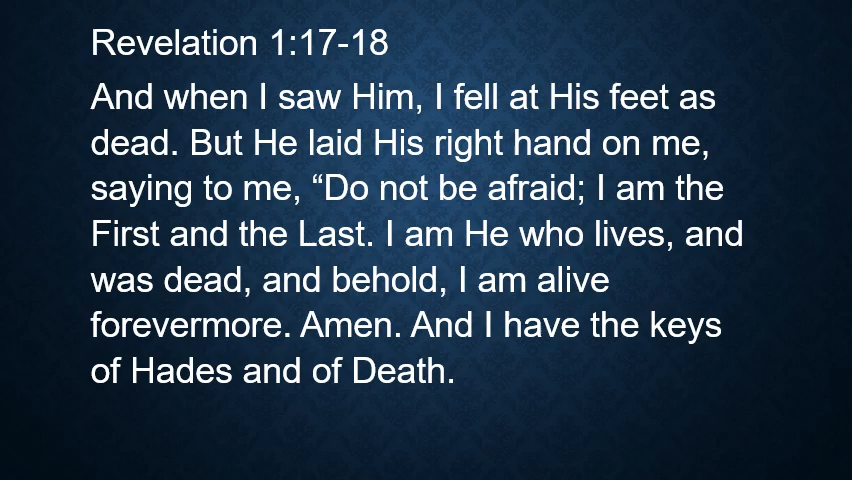 Revelation 1:17-18
And when I saw Him, I fell at His feet as
dead. But He laid His right hand on me,
saying to me, “Do not be afraid; I am the
First and the Last. I am He who lives, and
was dead, and behold, I am alive
forevermore. Amen. And I have the keys
of Hades and of Death.